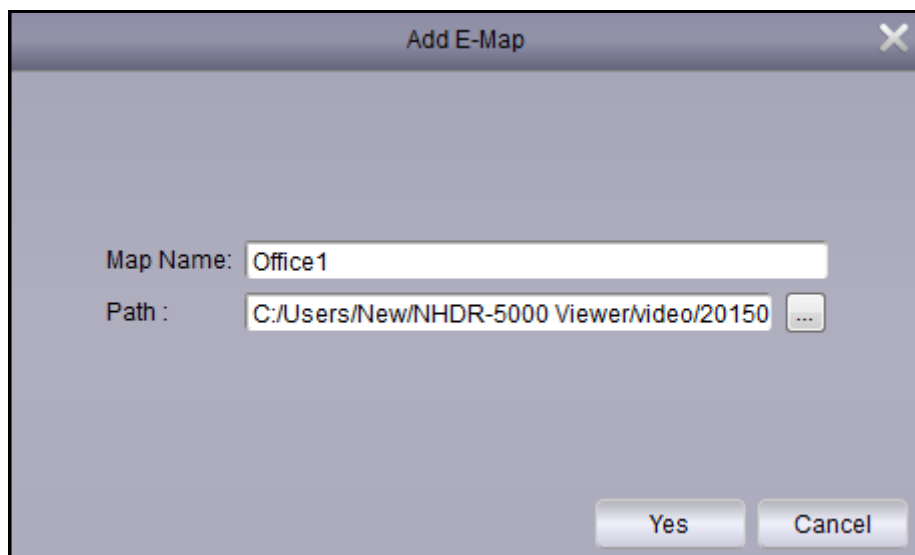 Add E-Map
Map Name: Office1
Path : C:/Users/New/NHDR-5000 Viewer/video/20150 ...
Yes Cancel